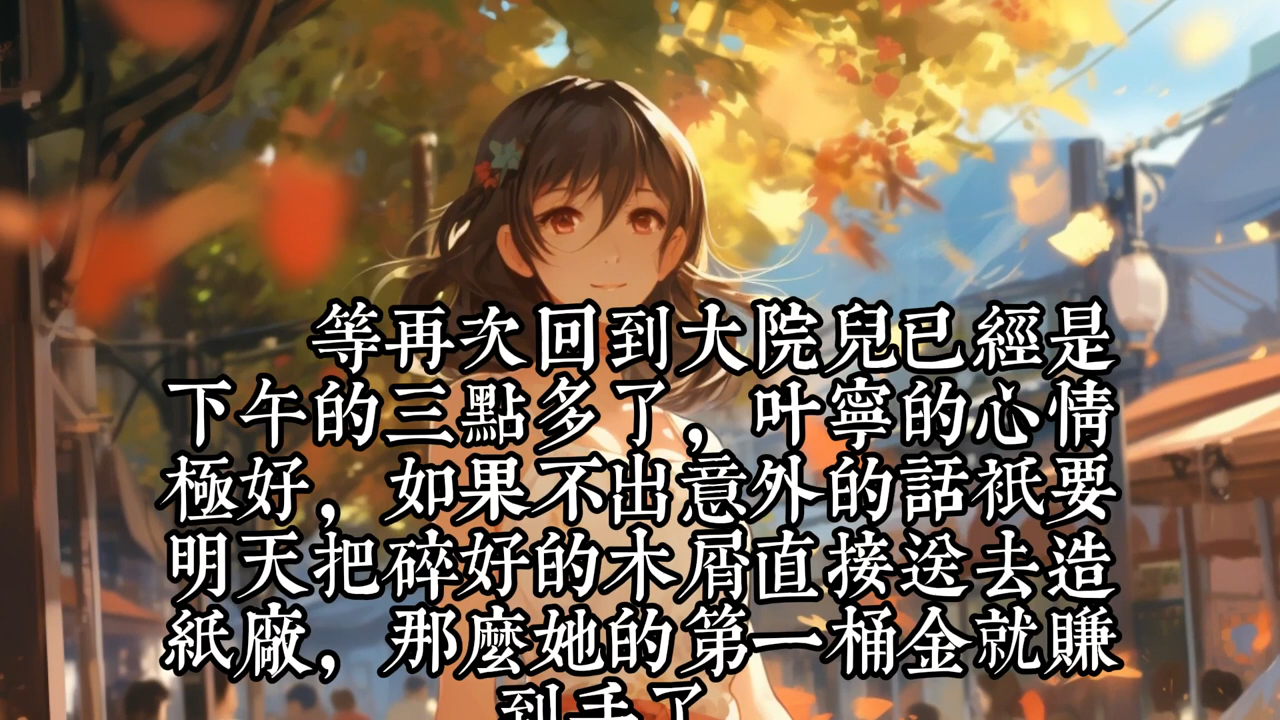 等再次回到大院兒已經是
下午的三點多了，叶寧的心情
極好，如果不出意外的話衹要
明天把碎好的木屑直接送去造
紙廠，那麼她的第一桶金就賺
到手了